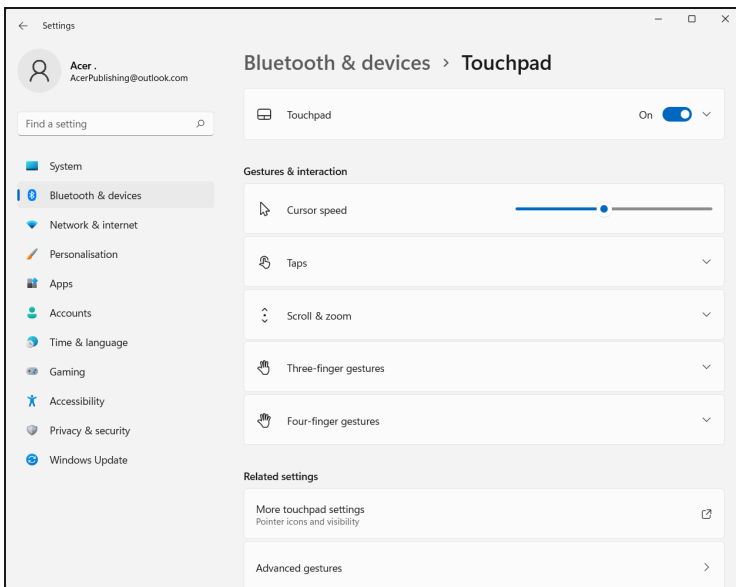 Settings
Acer .
AcerPublishing@outlook.com
Find a setting
System
Bluetooth & devices
Network & internet
Personalisation
Apps
Accounts
Time & language
Gaming
Accessibility
Privacy & security
Windows Update
Bluetooth & devices › Touchpad
Touchpad
On
Gestures & interaction
Cursor speed
Taps
Scroll & zoom
Three-finger gestures
Four-finger gestures
Related settings
More touchpad settings
Pointer icons and visibility
Advanced gestures